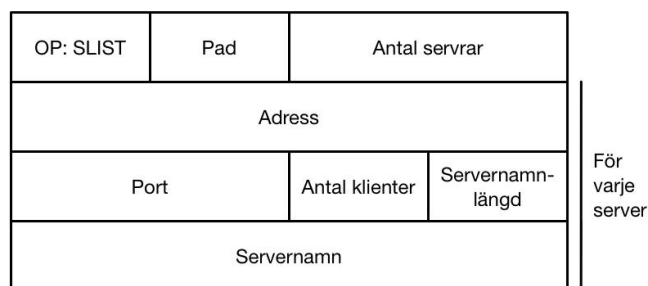 OP: SLIST
Pad
Antal servrar
Adress
Port
Antal klienter
Servernamn-
längd
Servernamn
För
varje
server